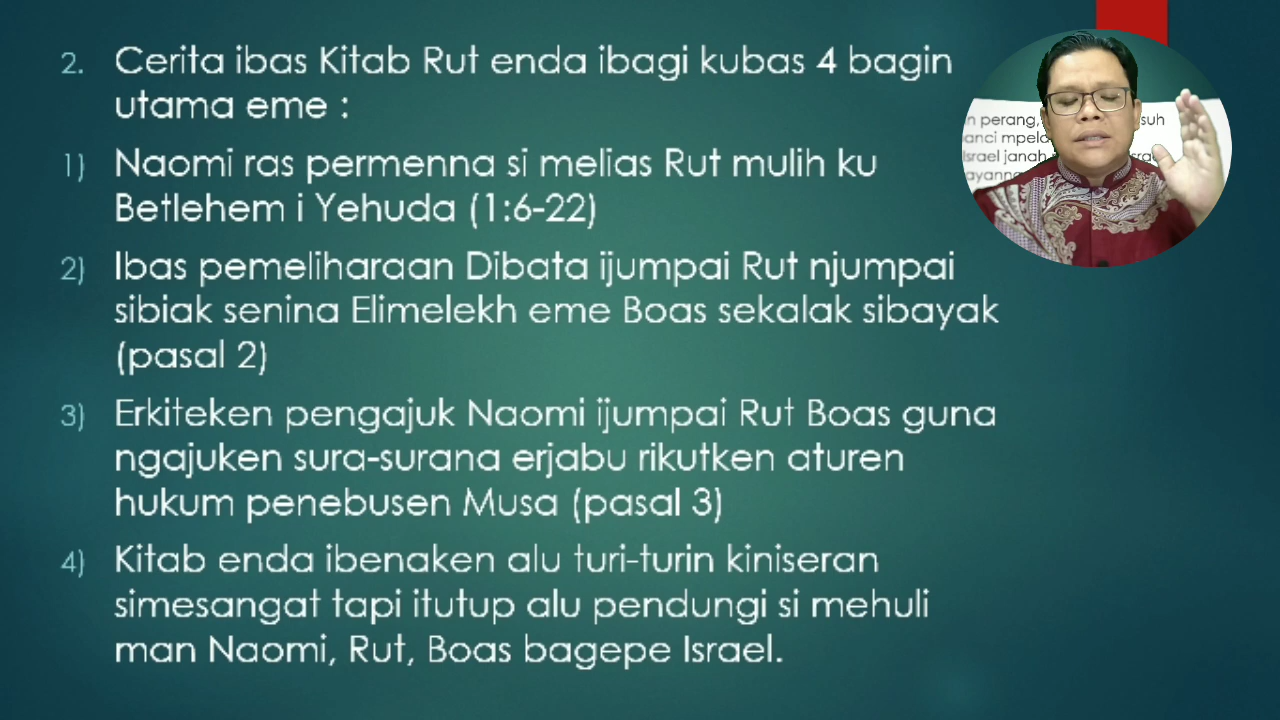 2. Cerita ibas Kitab Rut enda ibagi kubas 4 bagin
utama eme :
1) Naomi ras permenna si melias Rut mulih ku
Betlehem i Yehuda (1:6-22)
2) Ibas pemeliharaan Dibata ijumpai Rut njumpai
sibiak senina Elimelekh eme Boas sekalak sibayak
(pasal 2)
3) Erkiteken pengajuk Naomi ijumpai Rut Boas guna
ngajuken sura-surana erjabu rikutken aturen
hukum penebusen Musa (pasal 3)
4) Kitab enda ibenaken alu turi-turin kiniseran
simesangat tapi itutup alu pendungi si mehuli
man Naomi, Rut, Boas bagepe Israel.
perang,
Israel janah